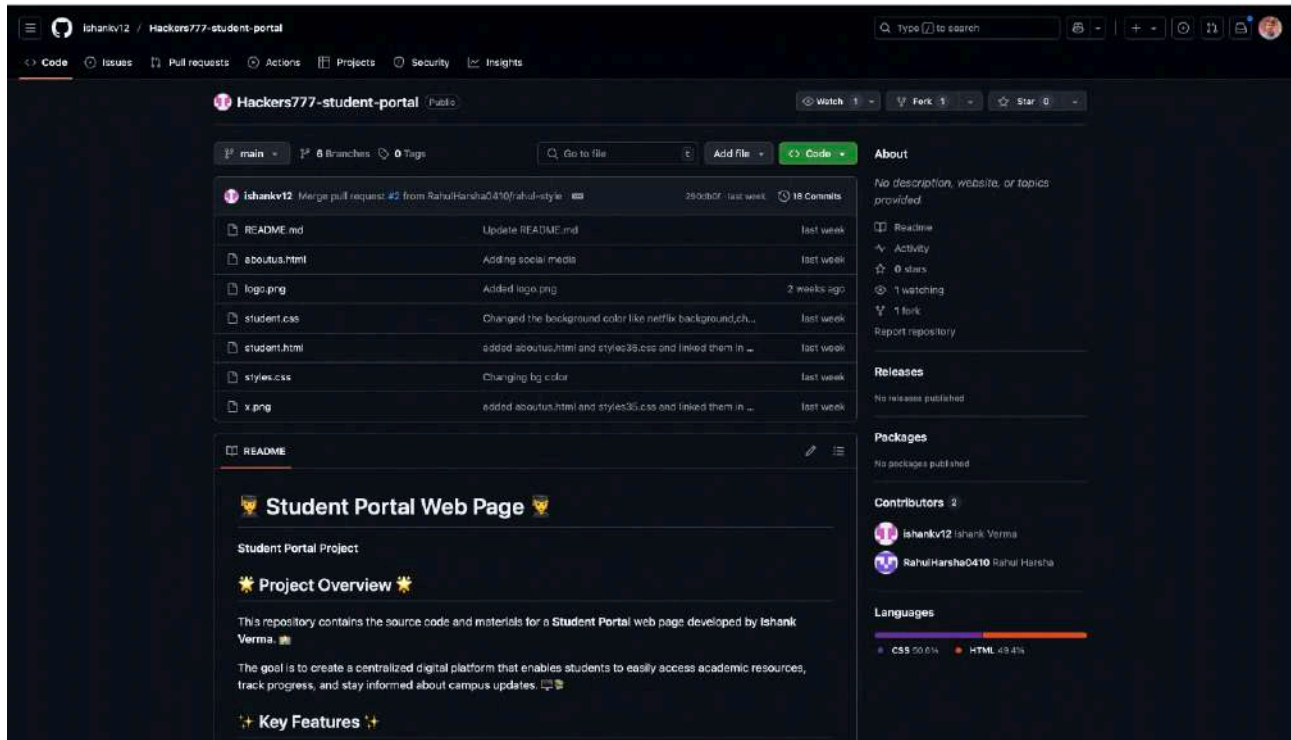 ishankv12 / Hackers777-student-portal
Type / to search
Code Issues Pull requests Actions Projects Security Insights
Hackers777-student-portal Public
Watch 1 Fork 1 Star 0
main 6 Branches 0 Tags Go to file t Add file Code
ishankv12 Merge pull request #2 from RahulHarsha0410/rahul-style last week 18 Commits
README.md Update README.md last week
aboutus.html Adding social media last week
logo.png Added logo.png 2 weeks ago
student.css Changed the background color like netflix background,ch... last week
student.html added aboutus.html and styles35.css and linked them in ... last week
styles.css Changing bg color last week
x.png added aboutus.html and styles35.css and linked them in ... last week
README
Student Portal Web Page
Student Portal Project
Project Overview
This repository contains the source code and materials for a Student Portal web page developed by Ishank
Verma.
The goal is to create a centralized digital platform that enables students to easily access academic resources,
track progress, and stay informed about campus updates.
Key Features
About
No description, website, or topics
provided.
Readme
Activity
0 stars
1 watching
1 fork
Report repository
Releases
No releases published
Packages
No packages published
Contributors 2
ishankv12 Ishank Verma
RahulHarsha0410 Rahul Harsha
Languages
CSS 50.6% HTML 49.4%